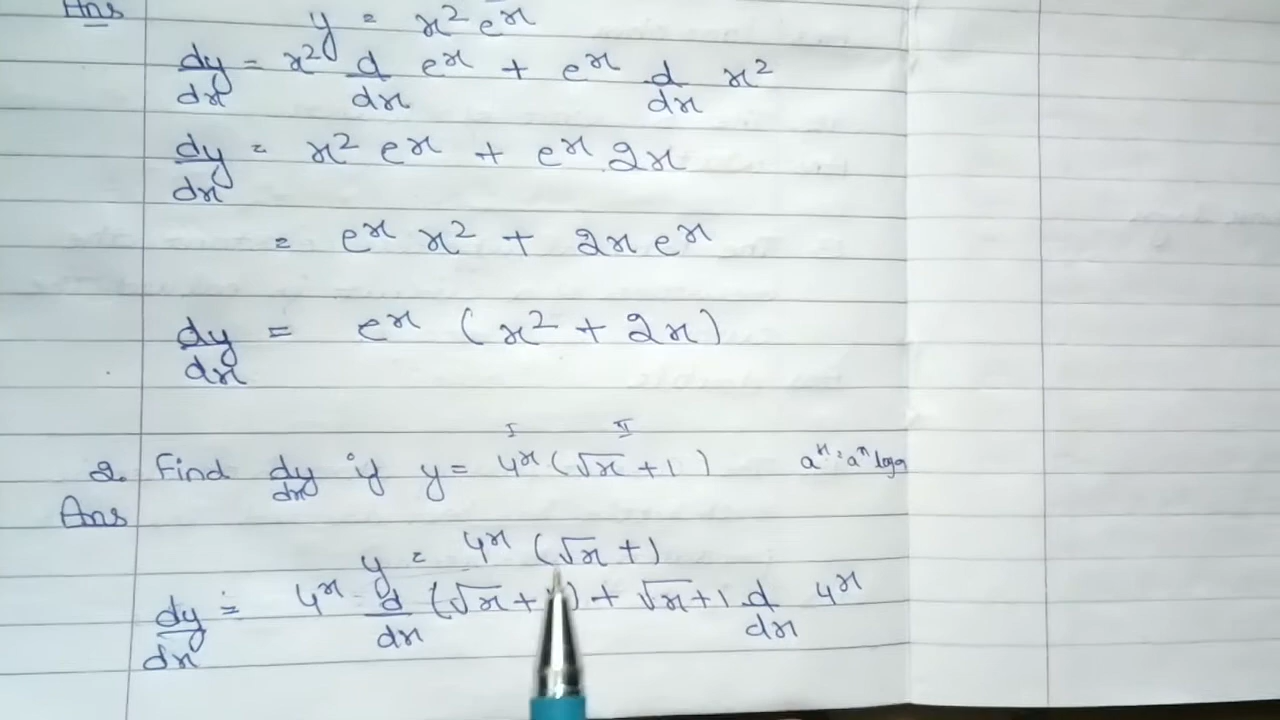 Ans
y = x² eˣ
dy/dx = x² d/dx eˣ + eˣ d/dx x²
dy/dx = x² eˣ + eˣ 2x
= eˣ x² + 2x eˣ
dy/dx = eˣ (x² + 2x)
I II
2. Find dy/dx if y = 4ˣ (√x + 1) aˣ = aˣ log a
Ans
y = 4ˣ (√x + )
dy/dx = 4ˣ d/dx (√x + ) + √x + 1 d/dx 4ˣ